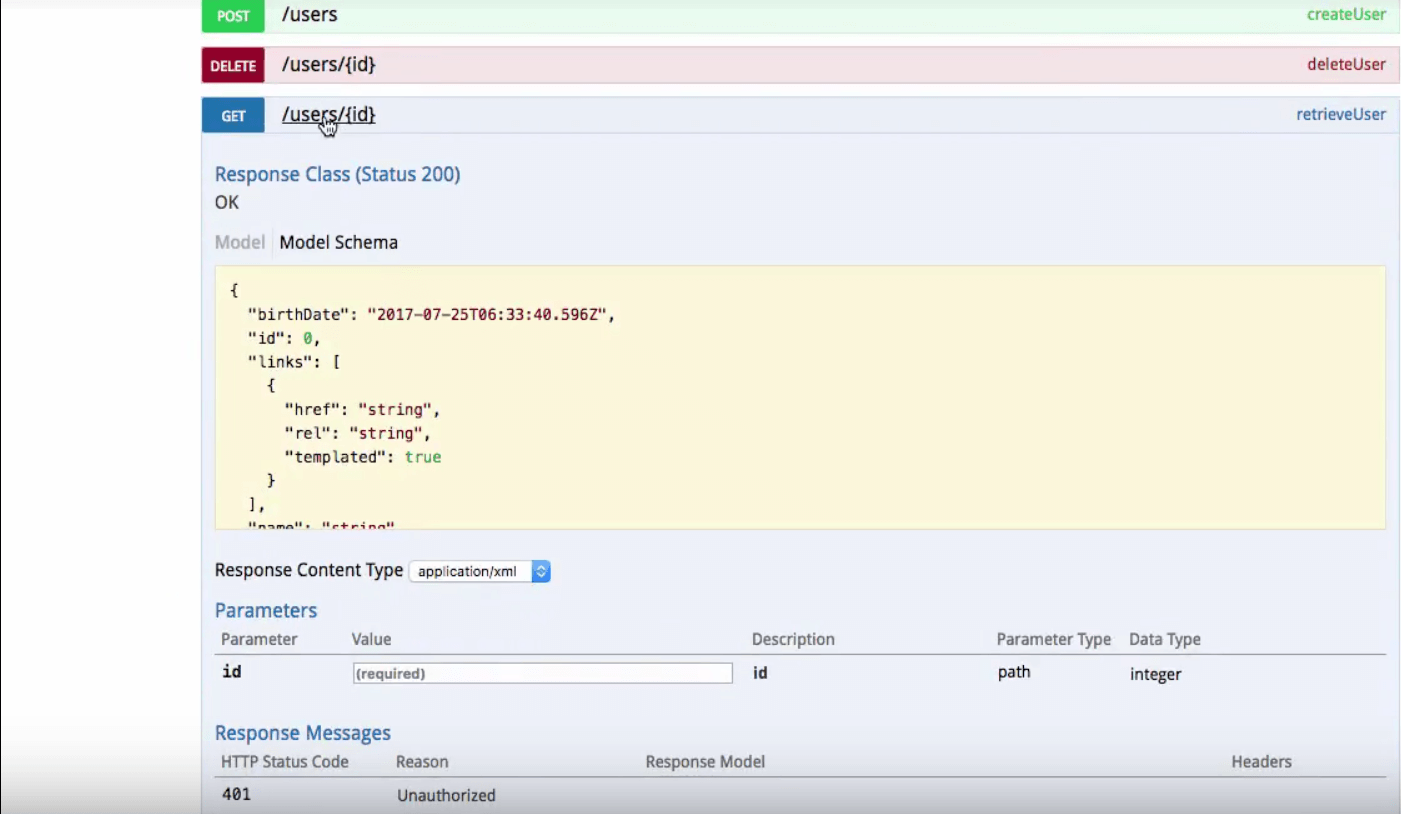 POST /users createUser
DELETE /users/{id} deleteUser
GET /users/{id} retrieveUser
Response Class (Status 200)
OK
Model Model Schema
{
"birthDate": "2017-07-25T06:33:40.596Z",
"id": 0,
"links": [
{
"href": "string",
"rel": "string",
"templated": true
}
],
"name": "string"
Response Content Type application/xml
Parameters
Parameter Value Description Parameter Type Data Type
id (required) id path integer
Response Messages
HTTP Status Code Reason Response Model Headers
401 Unauthorized